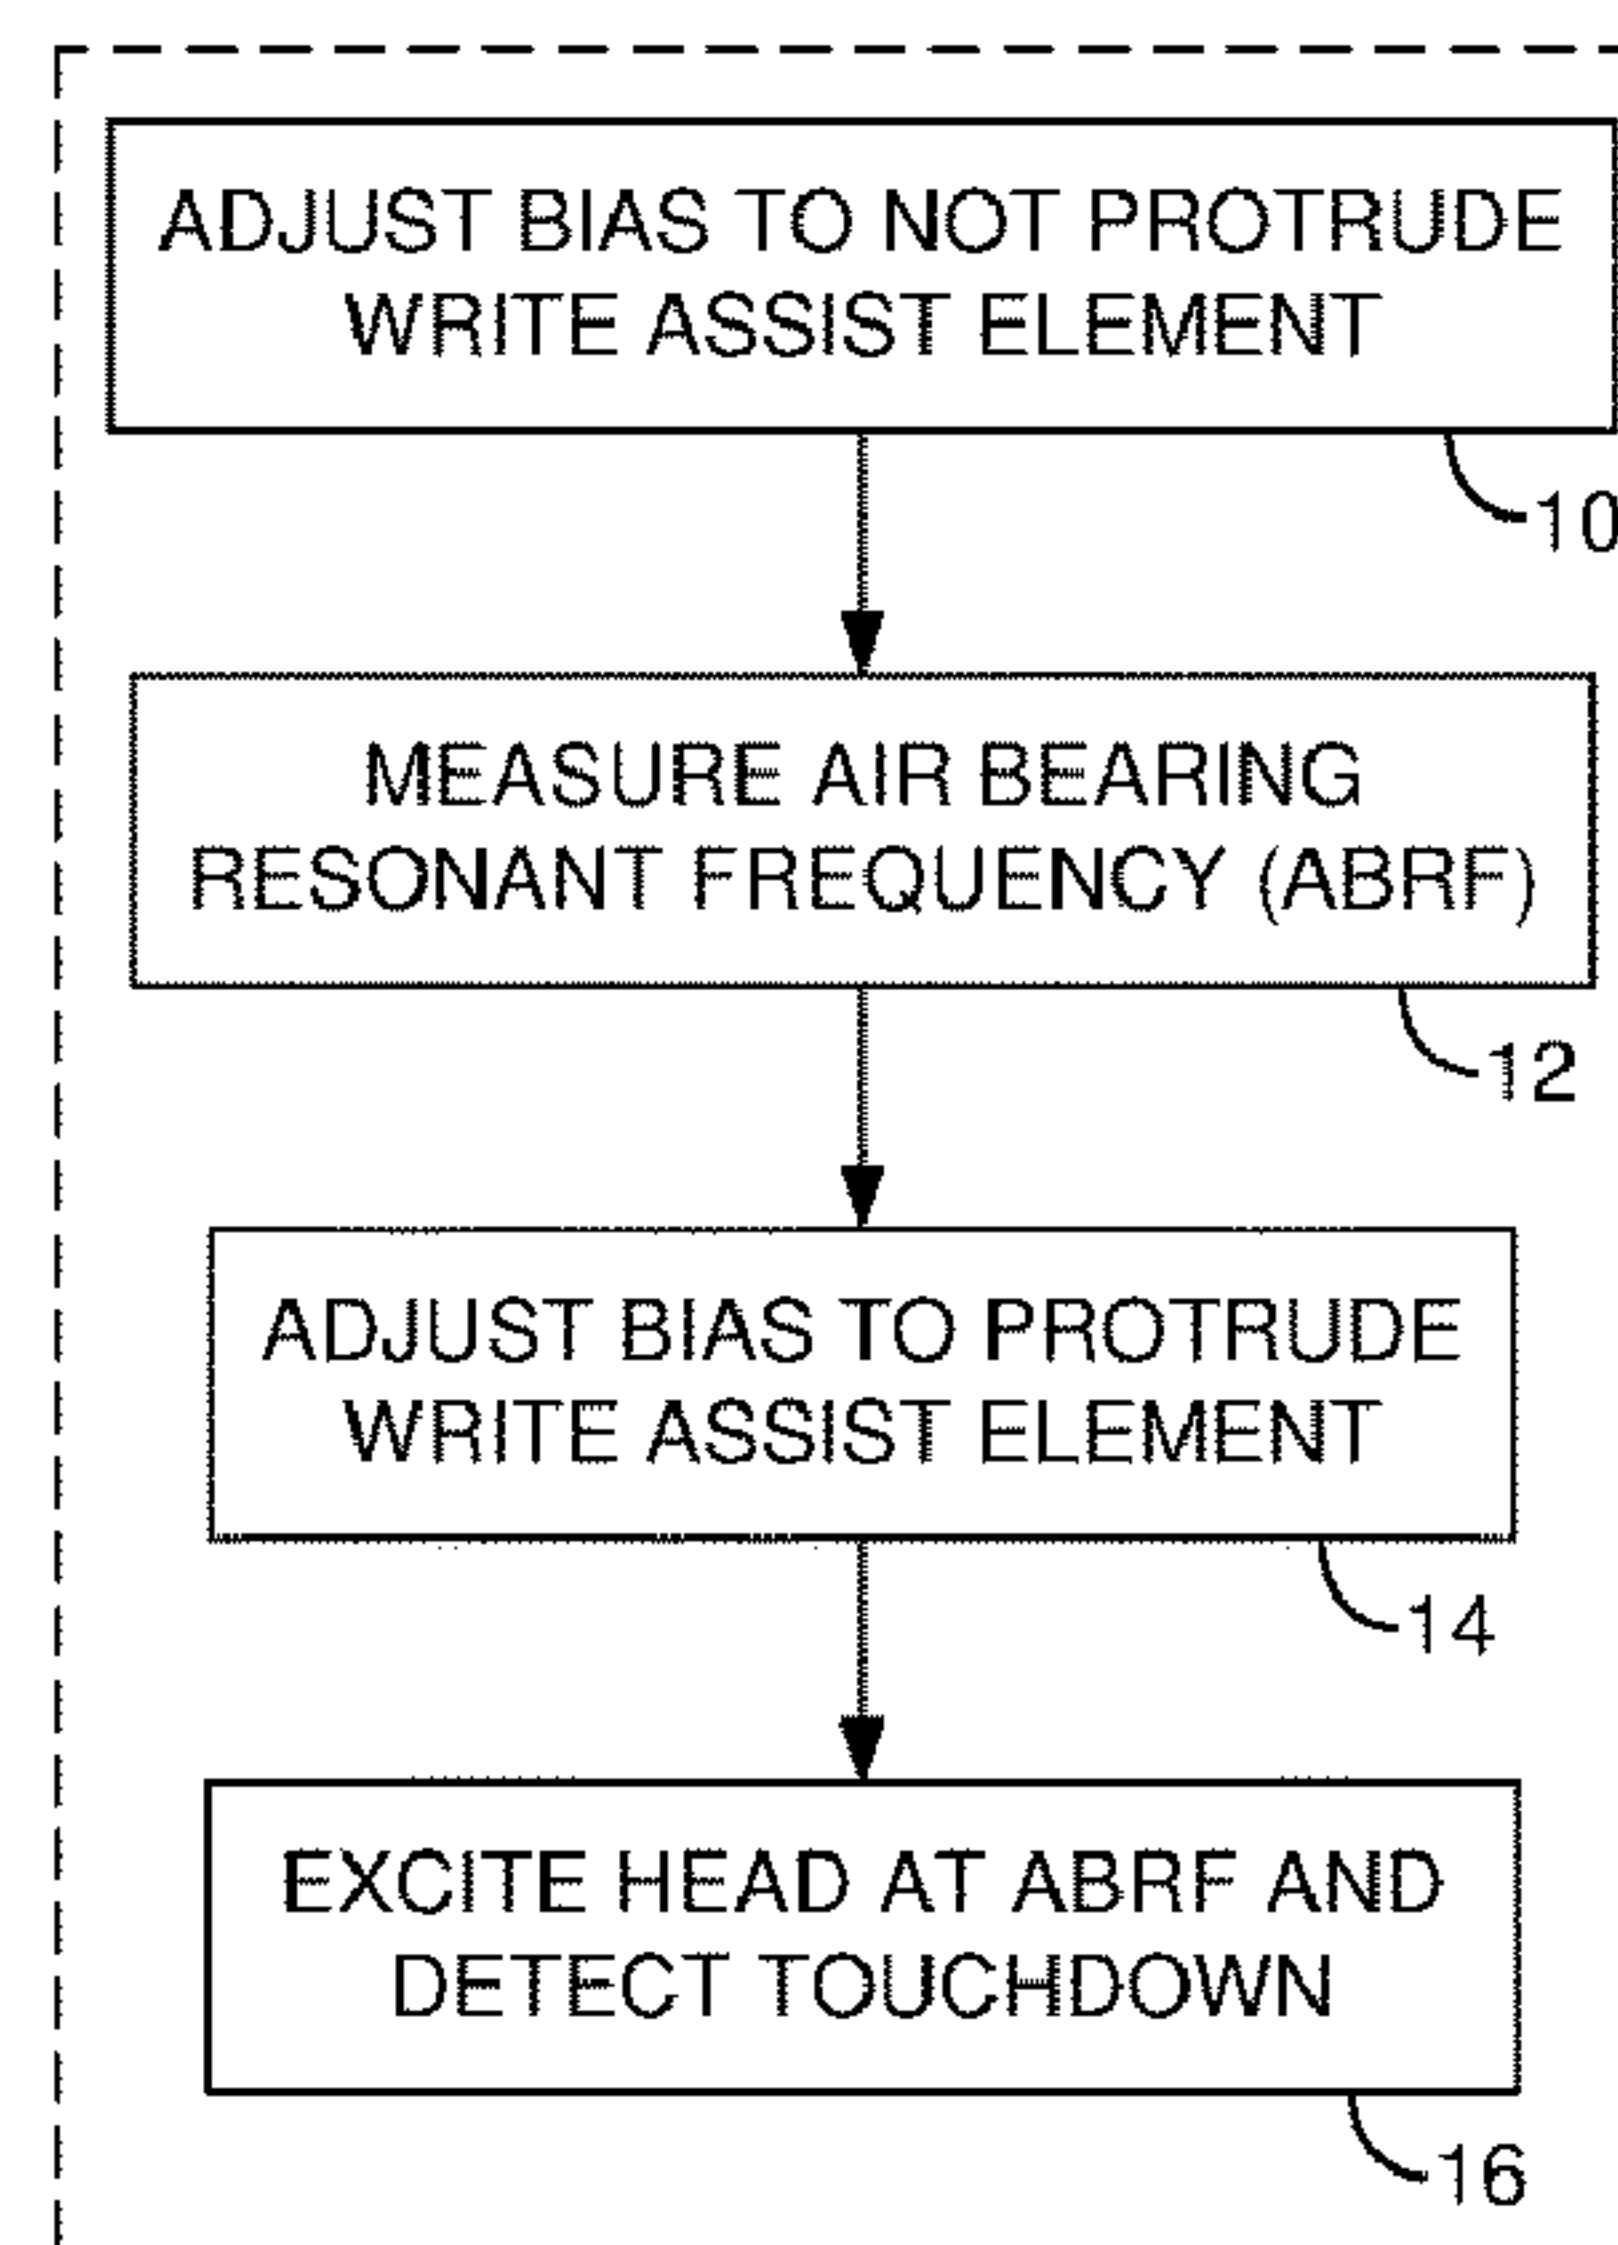 ADJUST BIAS TO NOT PROTRUDE
WRITE ASSIST ELEMENT
10
MEASURE AIR BEARING
RESONANT FREQUENCY (ABRF)
12
ADJUST BIAS TO PROTRUDE
WRITE ASSIST ELEMENT
14
EXCITE HEAD AT ABRF AND
DETECT TOUCHDOWN
16